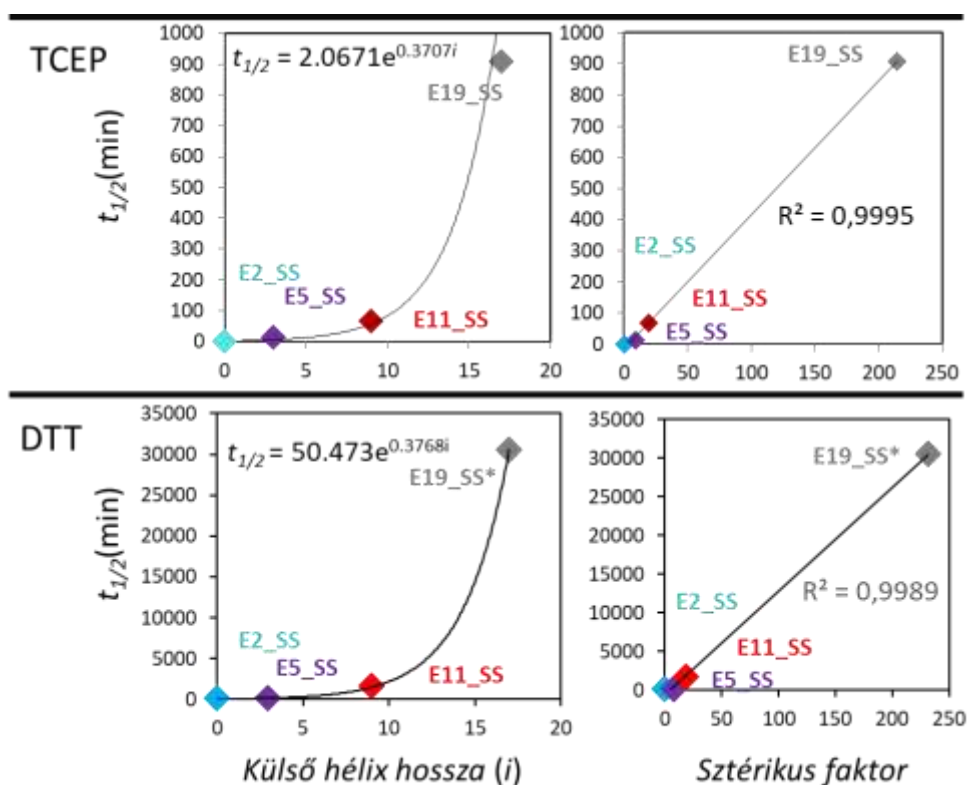 TCEP
t1/2(min)
1000
900
800
700
600
500
400
300
200
100
0
t1/2 = 2.0671e^0.3707i
E19_SS
E2_SS
E5_SS
E11_SS
0 5 10 15 20
1000
900
800
700
600
500
400
300
200
100
0
E19_SS
R² = 0,9995
E2_SS
E11_SS
E5_SS
0 50 100 150 200 250
DTT
t1/2(min)
35000
30000
25000
20000
15000
10000
5000
0
t1/2 = 50.473e^0.3768i
E19_SS*
E2_SS
E5_SS
E11_SS
0 5 10 15 20
Külső hélix hossza (i)
35000
30000
25000
20000
15000
10000
5000
0
E19_SS*
R² = 0,9989
E2_SS
E11_SS
E5_SS
0 50 100 150 200 250
Sztérikus faktor